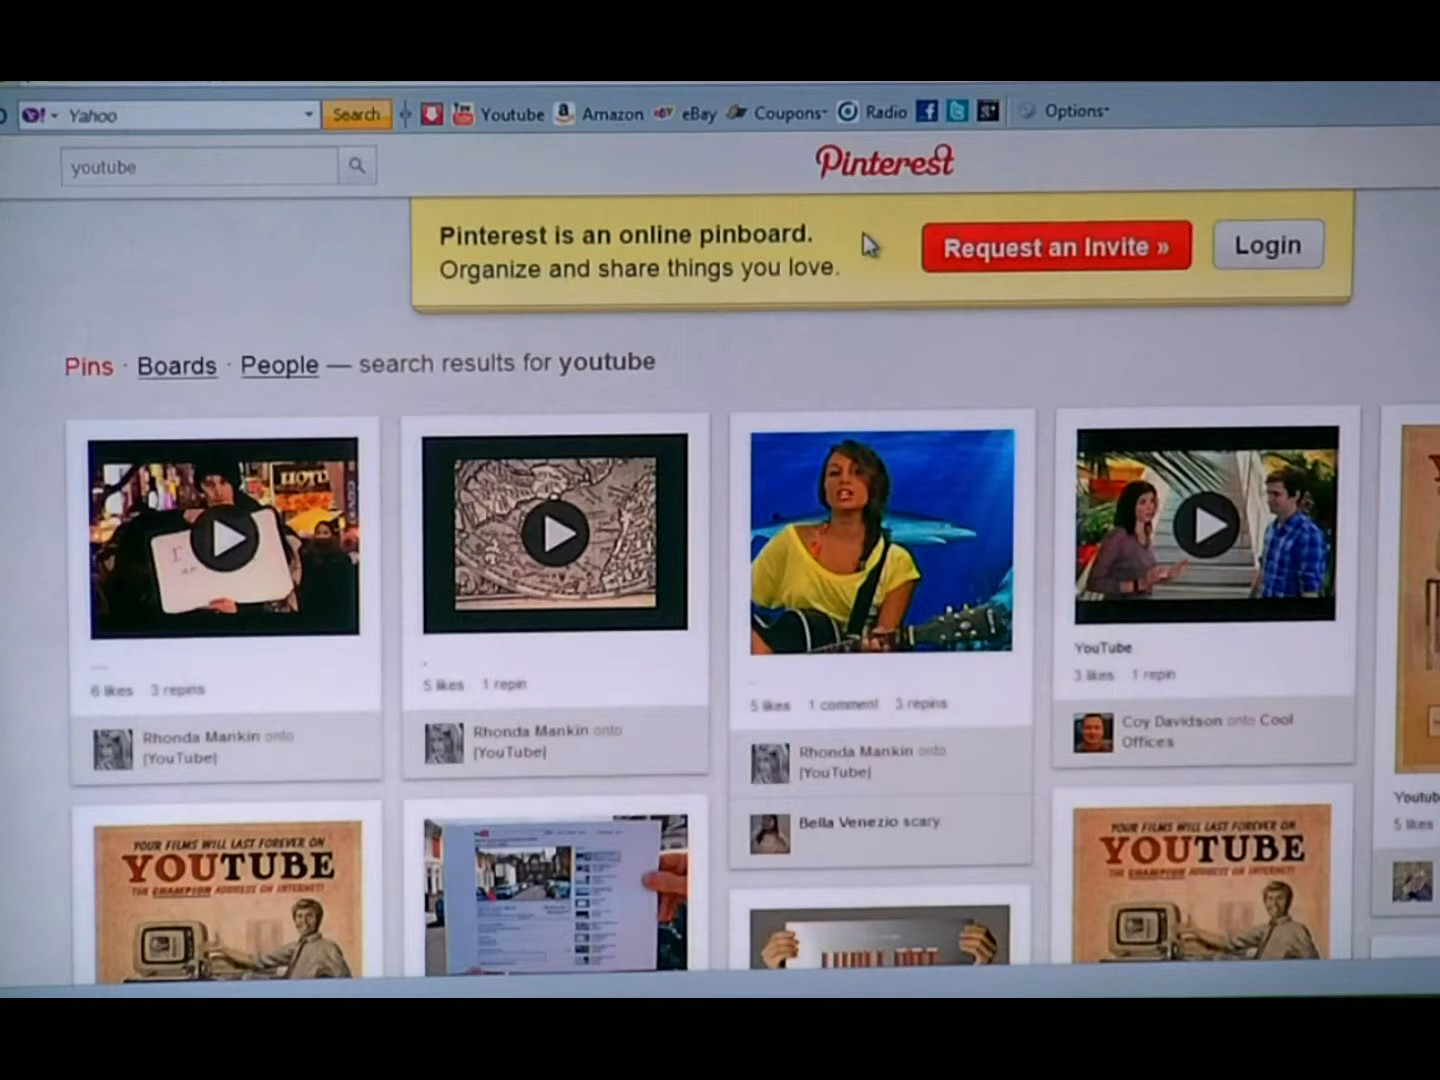 Yahoo
Search
Youtube
Amazon
eBay
Coupons
Radio
Options
youtube
Pinterest
Pinterest is an online pinboard.
Organize and share things you love.
Request an Invite »
Login
Pins · Boards · People — search results for youtube
6 likes 3 repins
Rhonda Mankin onto
[YouTube]
5 likes 1 repin
Rhonda Mankin onto
[YouTube]
5 likes 1 comment 3 repins
Rhonda Mankin onto
[YouTube]
Bella Venezio scary
YouTube
3 likes 1 repin
Coy Davidson onto Cool
Offices
5 likes
YOUR FILMS WILL LAST FOREVER ON
YOUTUBE
THE CHAMPION ADDRESS ON INTERNET!
YOUR FILMS WILL LAST FOREVER ON
YOUTUBE
THE CHAMPION ADDRESS ON INTERNET!